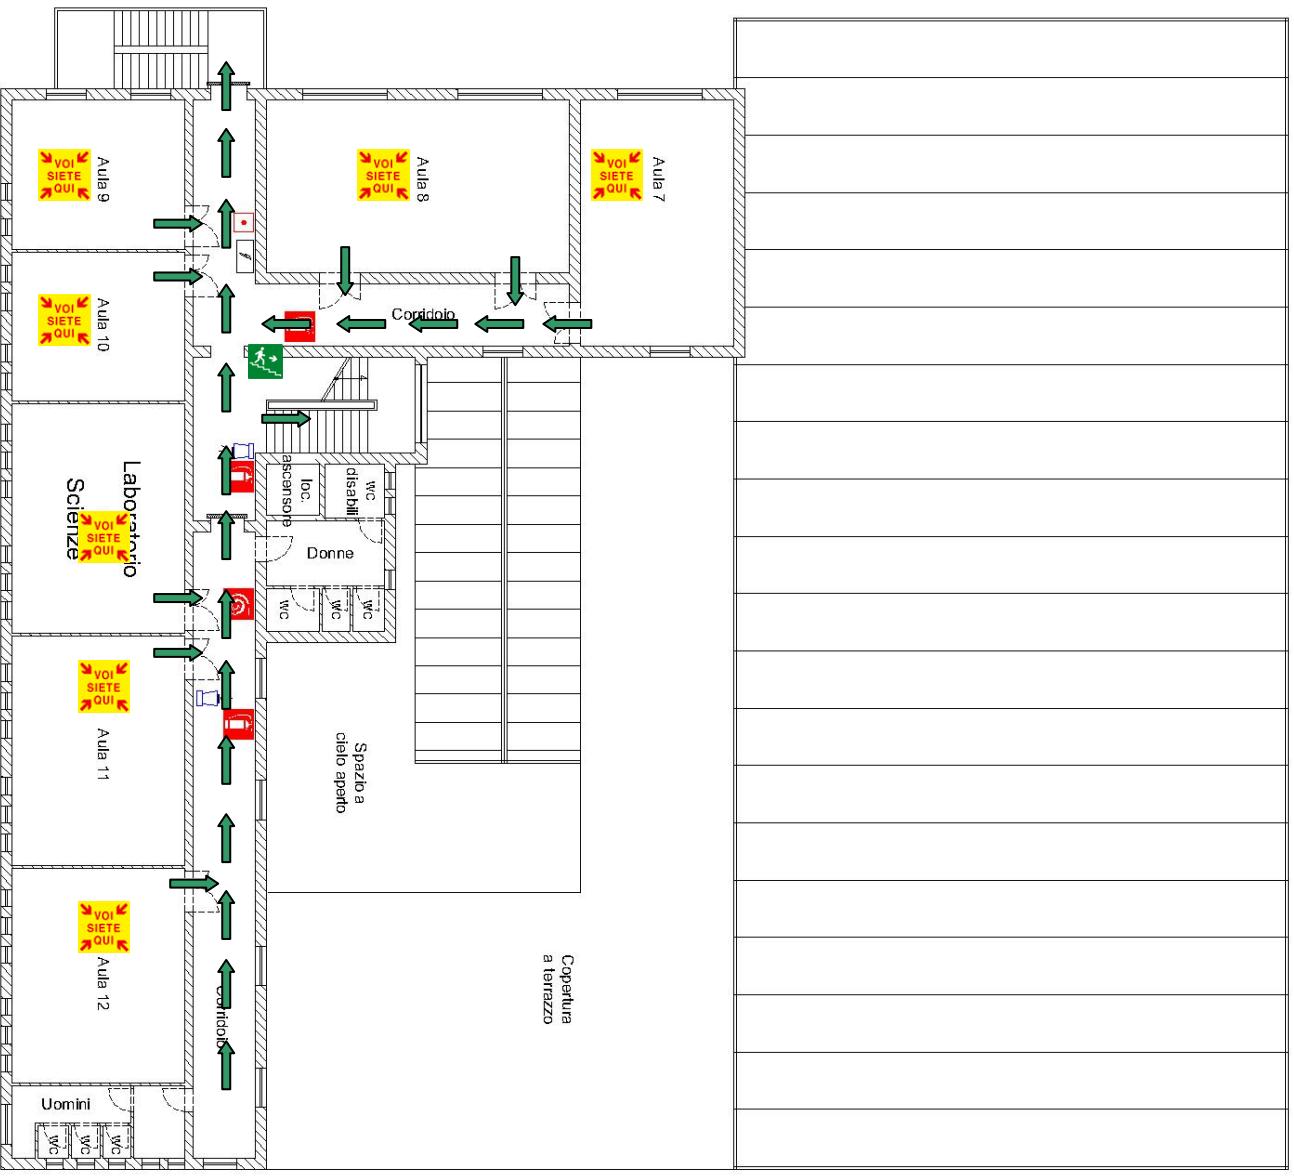 VOI
SIETE
QUI
Aula 9
VOI
SIETE
QUI
Aula 8
VOI
SIETE
QUI
Aula 7
VOI
SIETE
QUI
Aula 10
Corridoio
Laboratorio
Scienze
VOI
SIETE
QUI
loc.
ascensore
wc
disabili
Donne
wc
wc
wc
VOI
SIETE
QUI
Aula 11
Spazio a
cielo aperto
VOI
SIETE
QUI
Aula 12
Corridoio
Copertura
a terrazzo
Uomini
wc
wc
wc